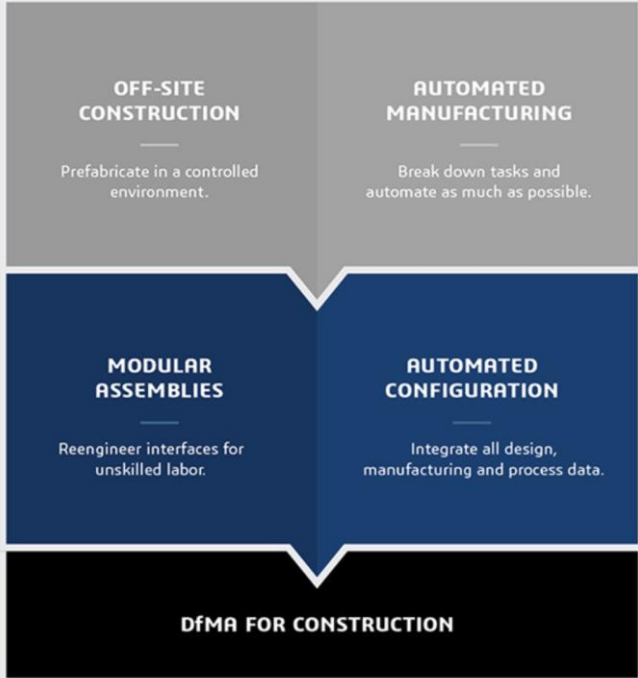 OFF-SITE
CONSTRUCTION
Prefabricate in a controlled
environment.
AUTOMATED
MANUFACTURING
Break down tasks and
automate as much as possible.
MODULAR
ASSEMBLIES
Reengineer interfaces for
unskilled labor.
AUTOMATED
CONFIGURATION
Integrate all design,
manufacturing and process data.
DfMA FOR CONSTRUCTION